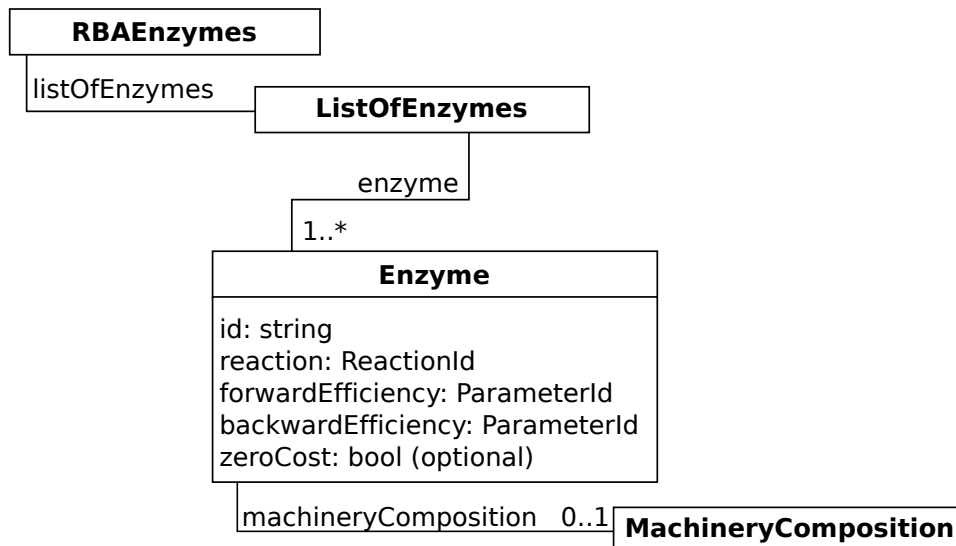 RBAEnzymes
listOfEnzymes
ListOfEnzymes
enzyme
1..*
Enzyme
id: string
reaction: ReactionId
forwardEfficiency: ParameterId
backwardEfficiency: ParameterId
zeroCost: bool (optional)
machineryComposition 0..1
MachineryComposition